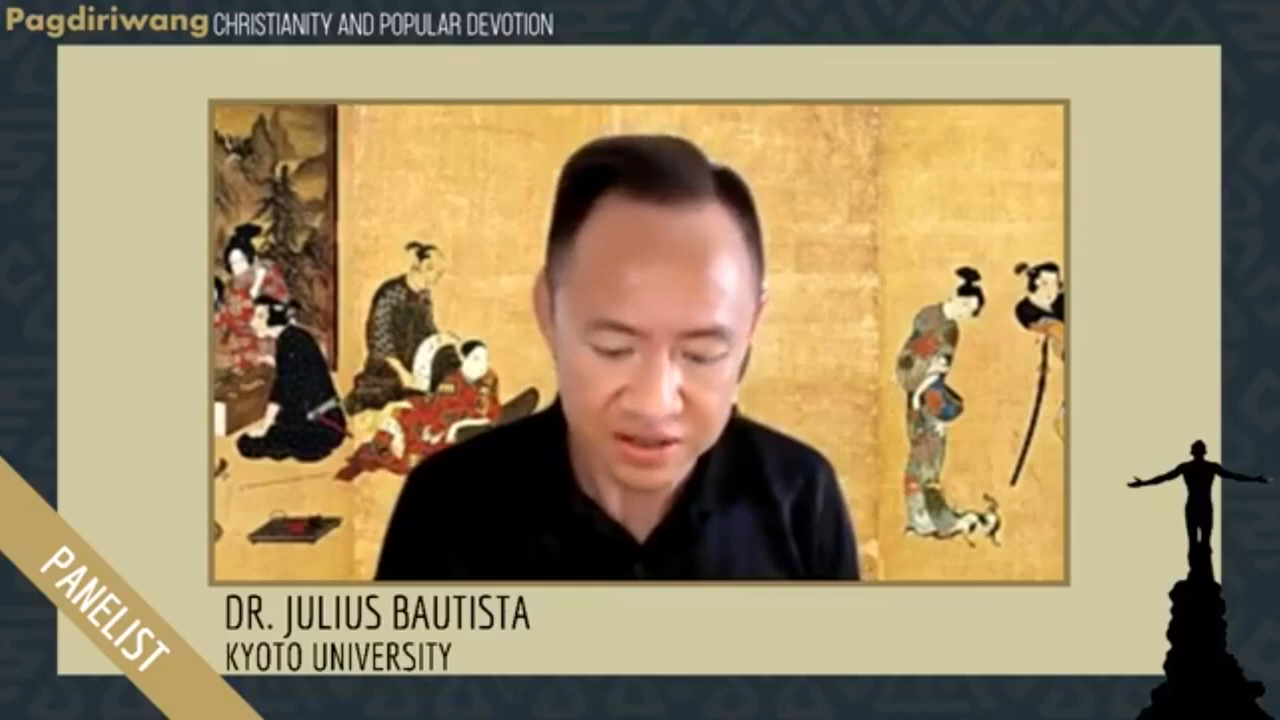 Pagdiriwang CHRISTIANITY AND POPULAR DEVOTION
PANELIST
DR. JULIUS BAUTISTA
KYOTO UNIVERSITY